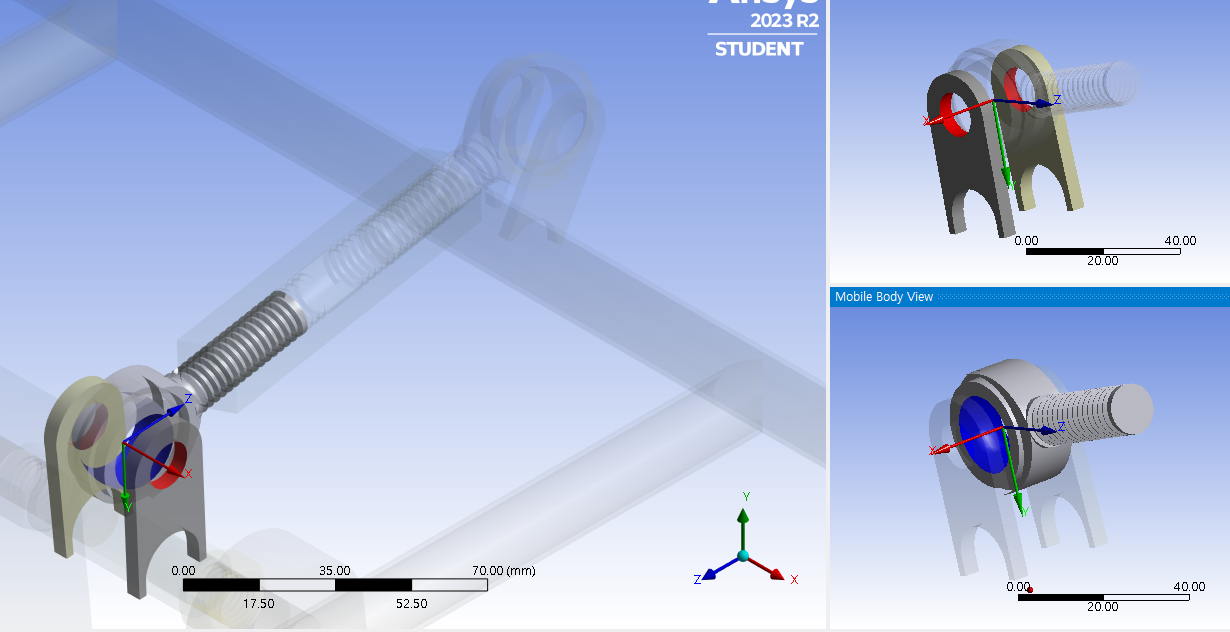 Ansys
2023 R2
STUDENT
Z
X
Y
0.00 35.00 70.00 (mm)
17.50 52.50
Y
Z X
Z
X
Y
0.00 40.00
20.00
Mobile Body View
Z
X
Y
0.00 40.00
20.00